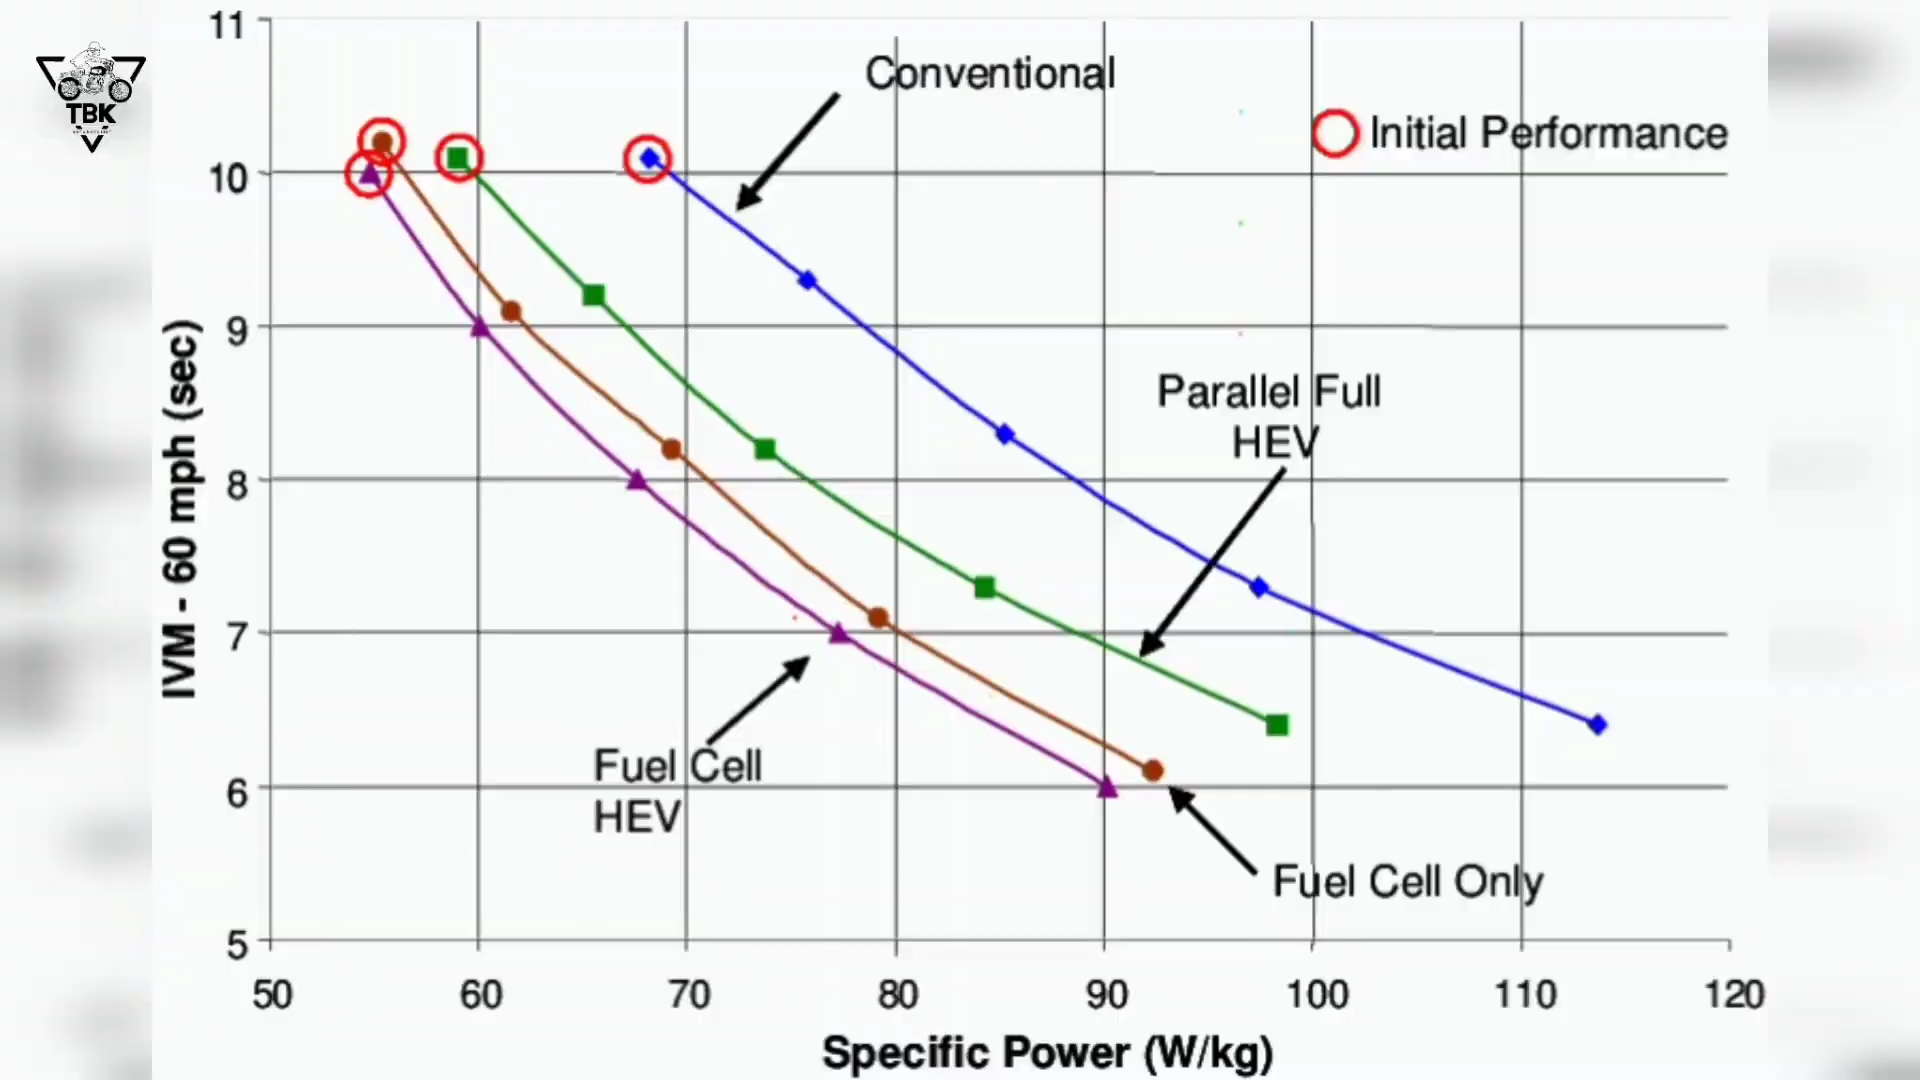 TBK
11
10
9
8
7
6
5
IVM - 60 mph (sec)
Conventional
Initial Performance
Parallel Full
HEV
Fuel Cell
HEV
Fuel Cell Only
50 60 70 80 90 100 110 120
Specific Power (W/kg)